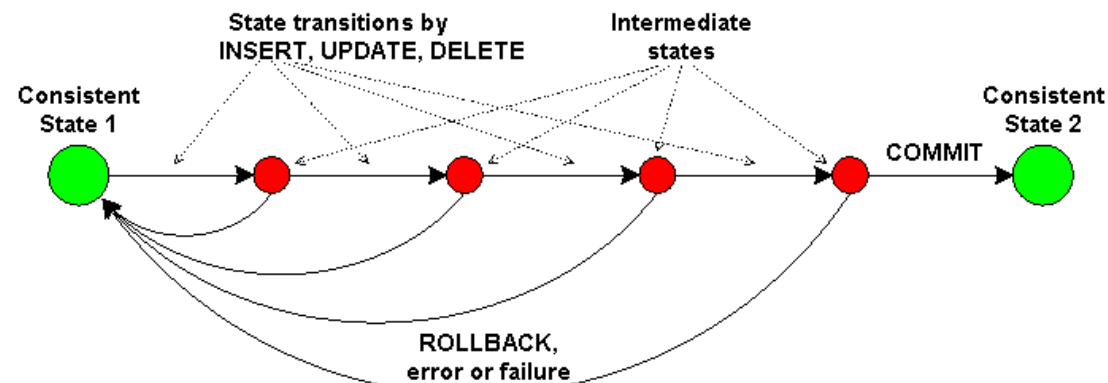 State transitions by
INSERT, UPDATE, DELETE
Intermediate
states
Consistent
State 1
Consistent
State 2
COMMIT
ROLLBACK,
error or failure